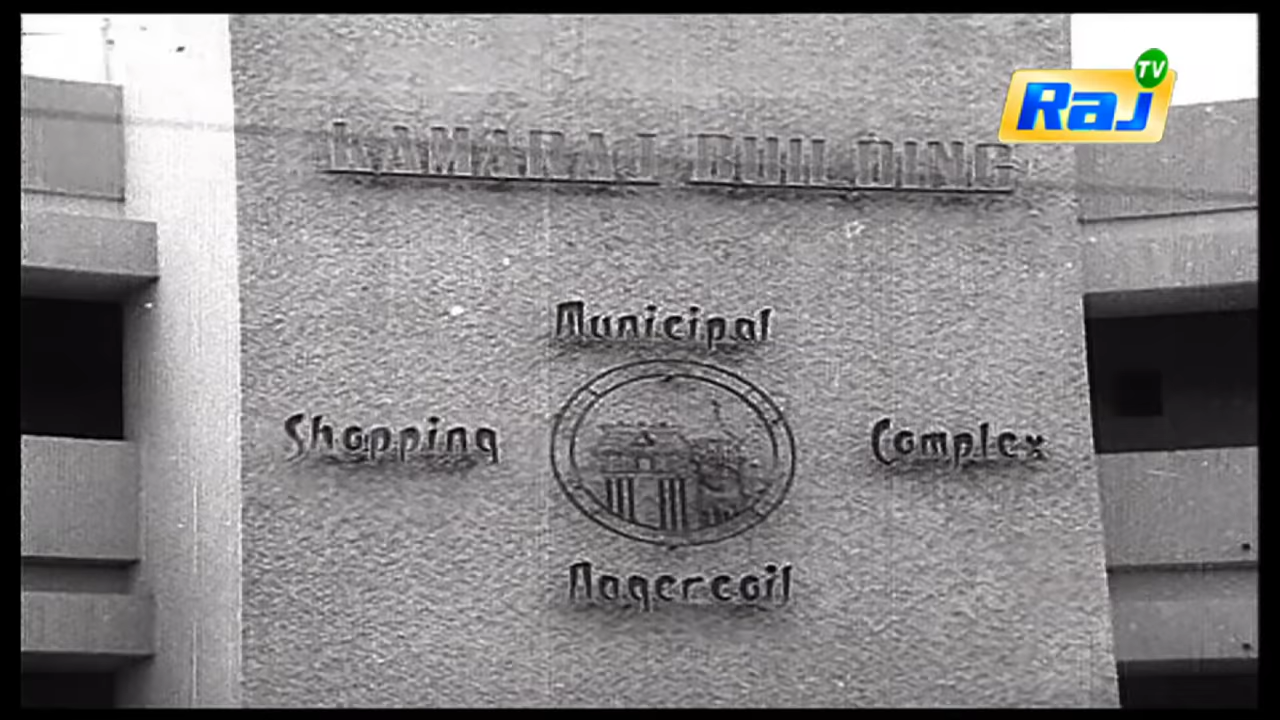 Raj TV
KAMARAJ BUILDING
Municipal
Shopping Complex
Nagercoil